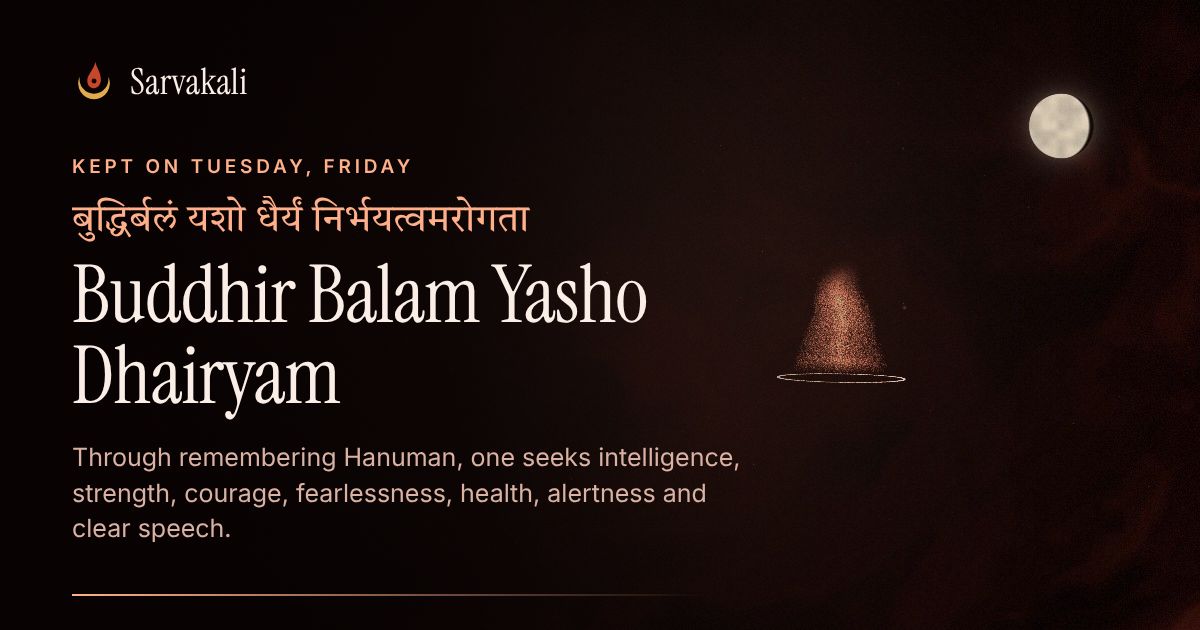 Sarvakali
KEPT ON TUESDAY, FRIDAY
बुद्धिर्बलं यशो धैर्यं निर्भयत्वमरोगता
Buddhir Balam Yasho
Dhairyam
Through remembering Hanuman, one seeks intelligence,
strength, courage, fearlessness, health, alertness and
clear speech.